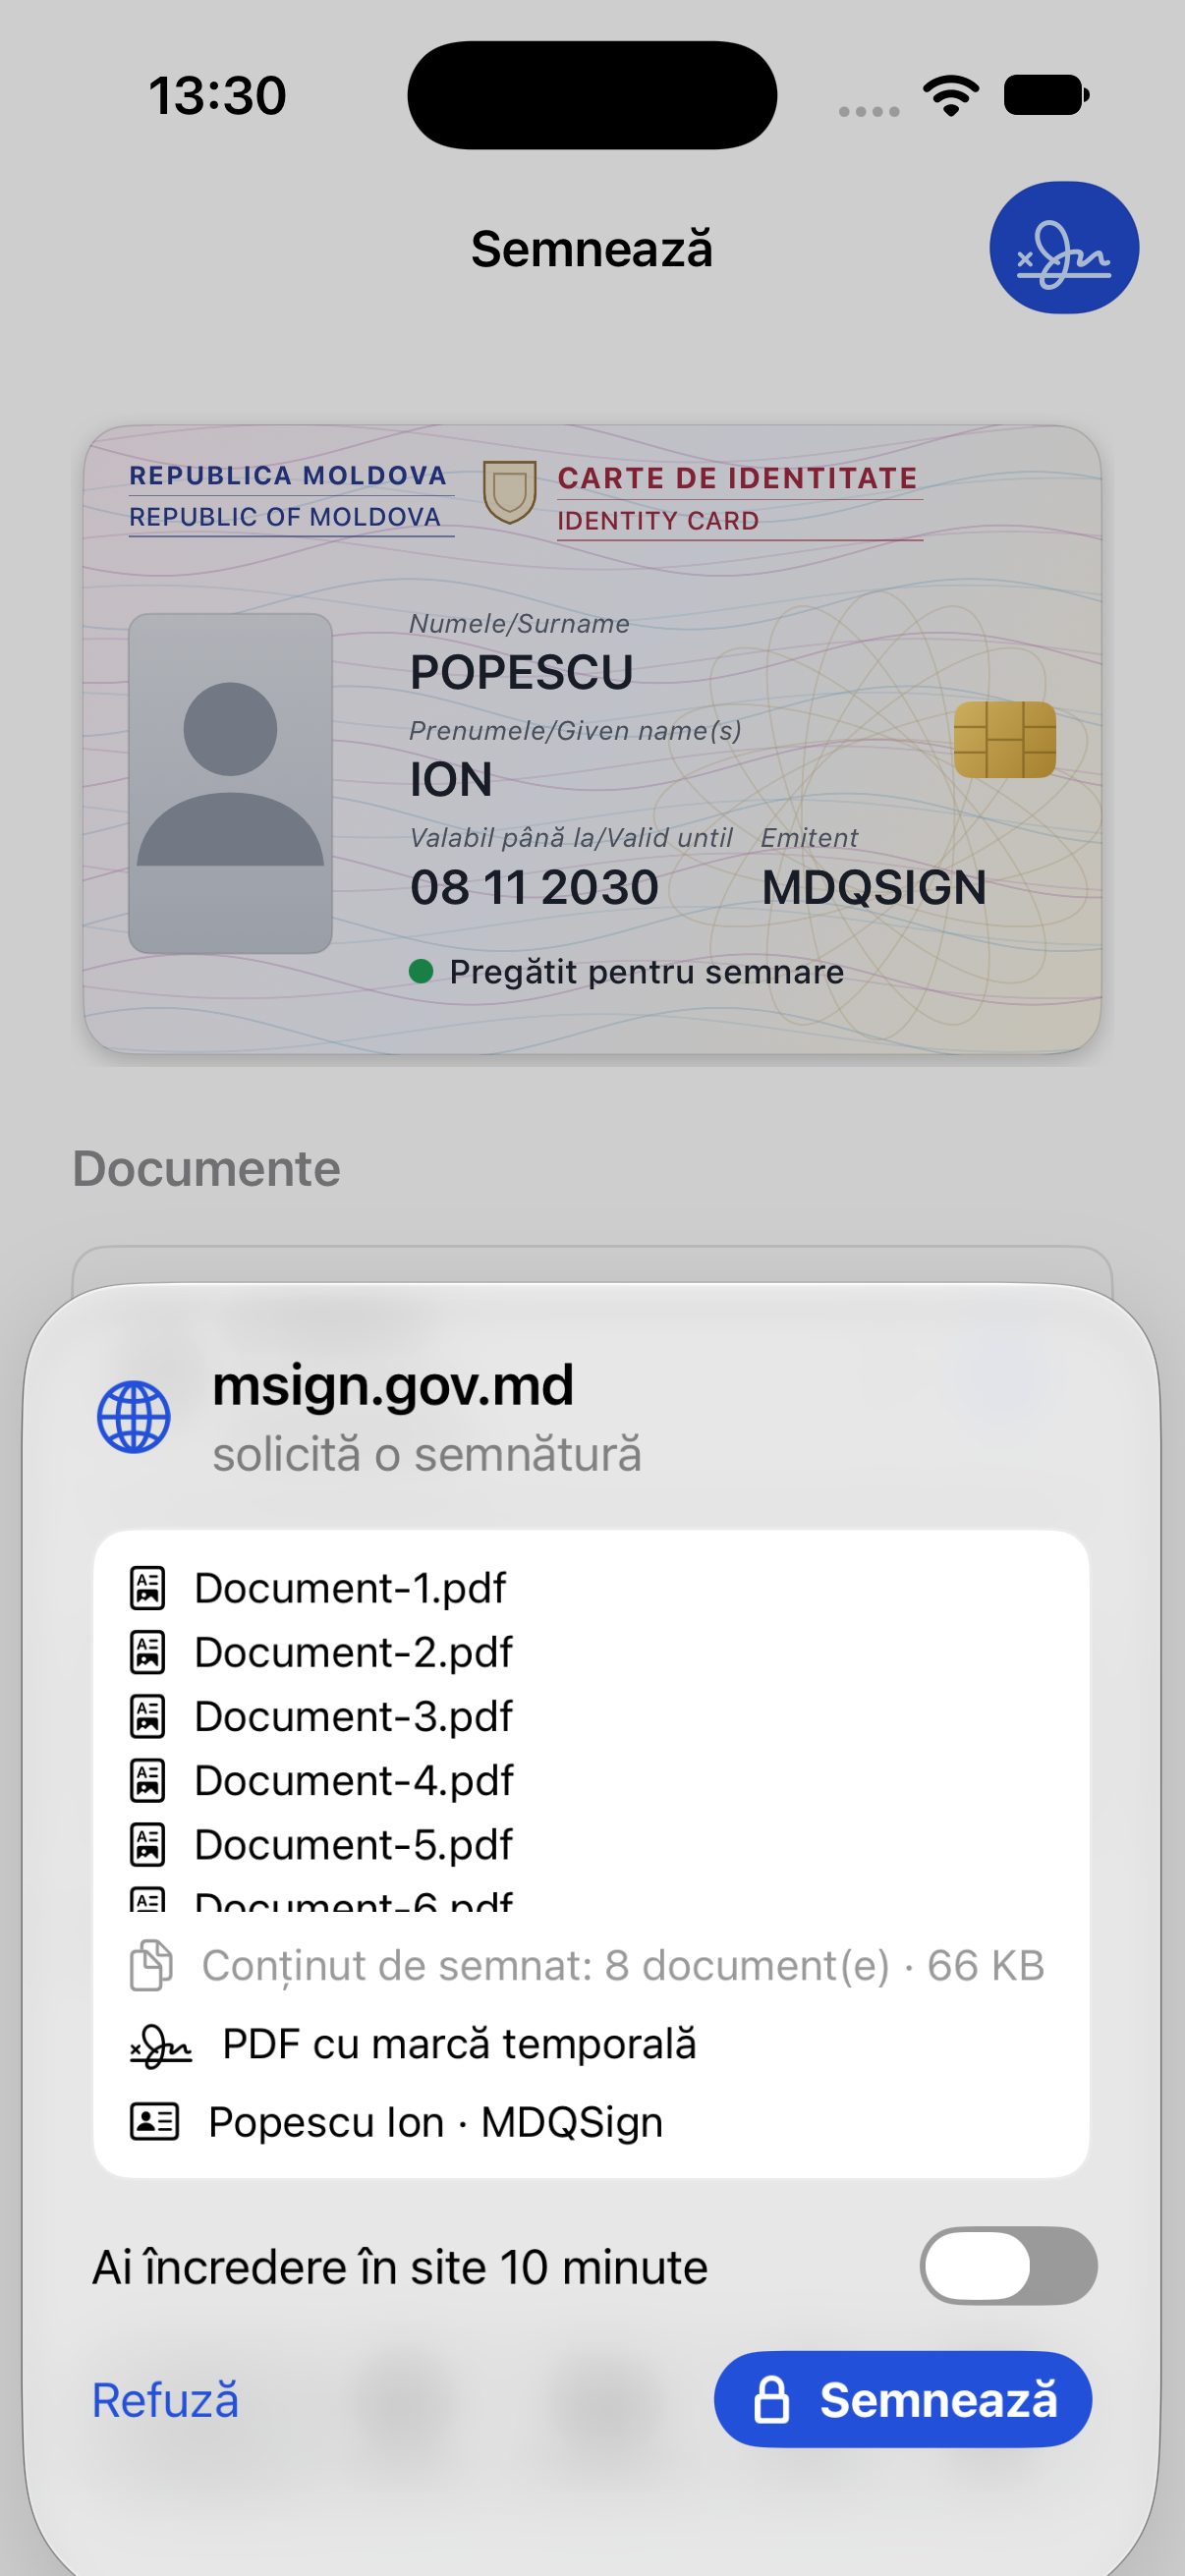 13:30
Semnează
REPUBLICA MOLDOVA
REPUBLIC OF MOLDOVA
CARTE DE IDENTITATE
IDENTITY CARD
Numele/Surname
POPESCU
Prenumele/Given name(s)
ION
Valabil până la/Valid until Emitent
08 11 2030 MDQSIGN
Pregătit pentru semnare
Documente
msign.gov.md
solicită o semnătură
Document-1.pdf
Document-2.pdf
Document-3.pdf
Document-4.pdf
Document-5.pdf
Document-6.pdf
Conținut de semnat: 8 document(e) · 66 KB
PDF cu marcă temporală
Popescu Ion · MDQSign
Ai încredere în site 10 minute
Refuză
Semnează